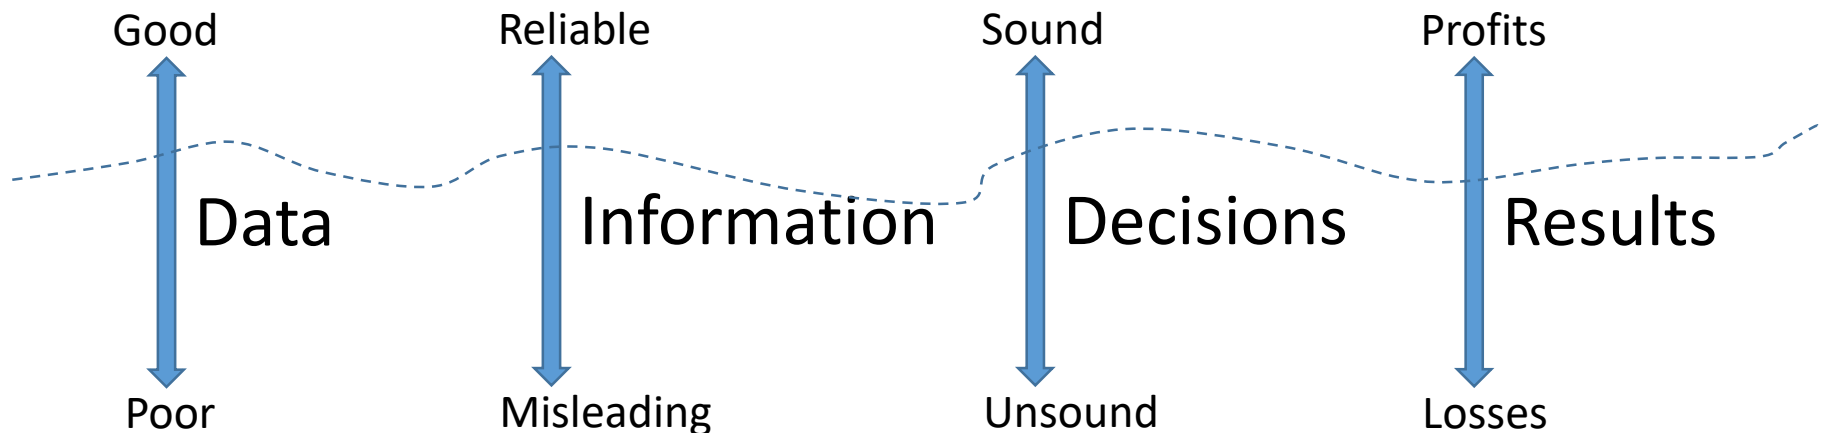 Good Reliable Sound Profits
Data Information Decisions Results
Poor Misleading Unsound Losses